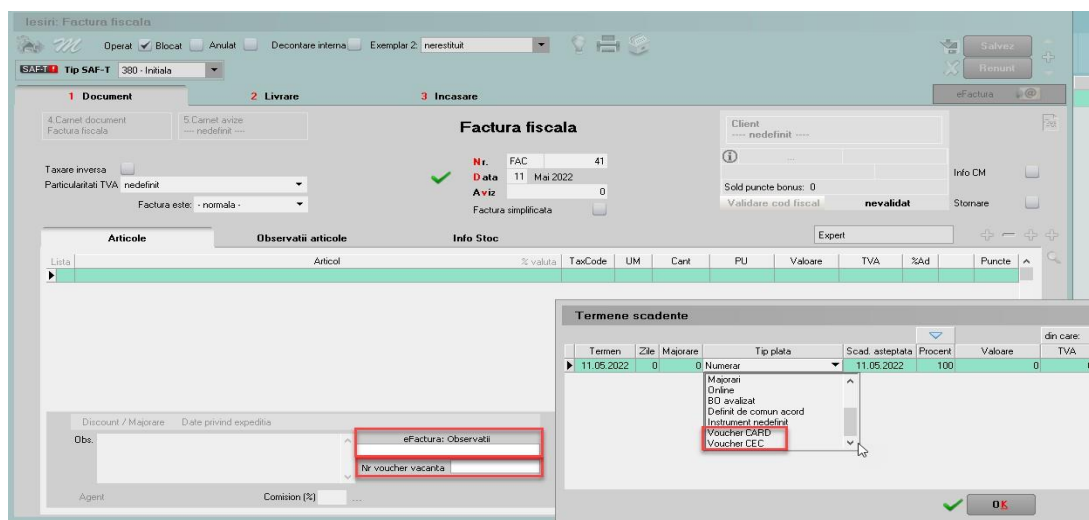 Iesiri: Factura fiscala
Operat Blocat Anulat Decontare interna Exemplar 2: nerestituit
Salvez
SAF-T Tip SAF-T 380 - Initiala
Renunt
1 Document 2 Livrare 3 Incasare
eFactura
4.Carnet document 5.Carnet avize
Factura fiscala ---- nedefinit ----
Factura fiscala
Client
---- nedefinit ----
Taxare inversa
Nr. FAC 41
...
Info CM
Particularitati TVA nedefinit
Data 11 Mai 2022
Sold puncte bonus: 0
Factura este: - normala -
Aviz 0
Validare cod fiscal nevalidat
Stornare
Factura simplificata
Articole Observatii articole Info Stoc
Expert
Lista Articol % valuta TaxCode UM Cant PU Valoare TVA %Ad Puncte
Termene scadente
din care:
Termen Zile Majorare Tip plata Scad. asteptata Procent Valoare TVA
11.05.2022 0 0 Numerar 11.05.2022 100 0
Majorari
Online
BO avalizat
Definit de comun acord
Instrument nedefinit
Voucher CARD
Voucher CEC
Discount / Majorare Date privind expeditia
Obs.
eFactura: Observatii
Nr voucher vacanta
Agent Comision (%) ...
OK